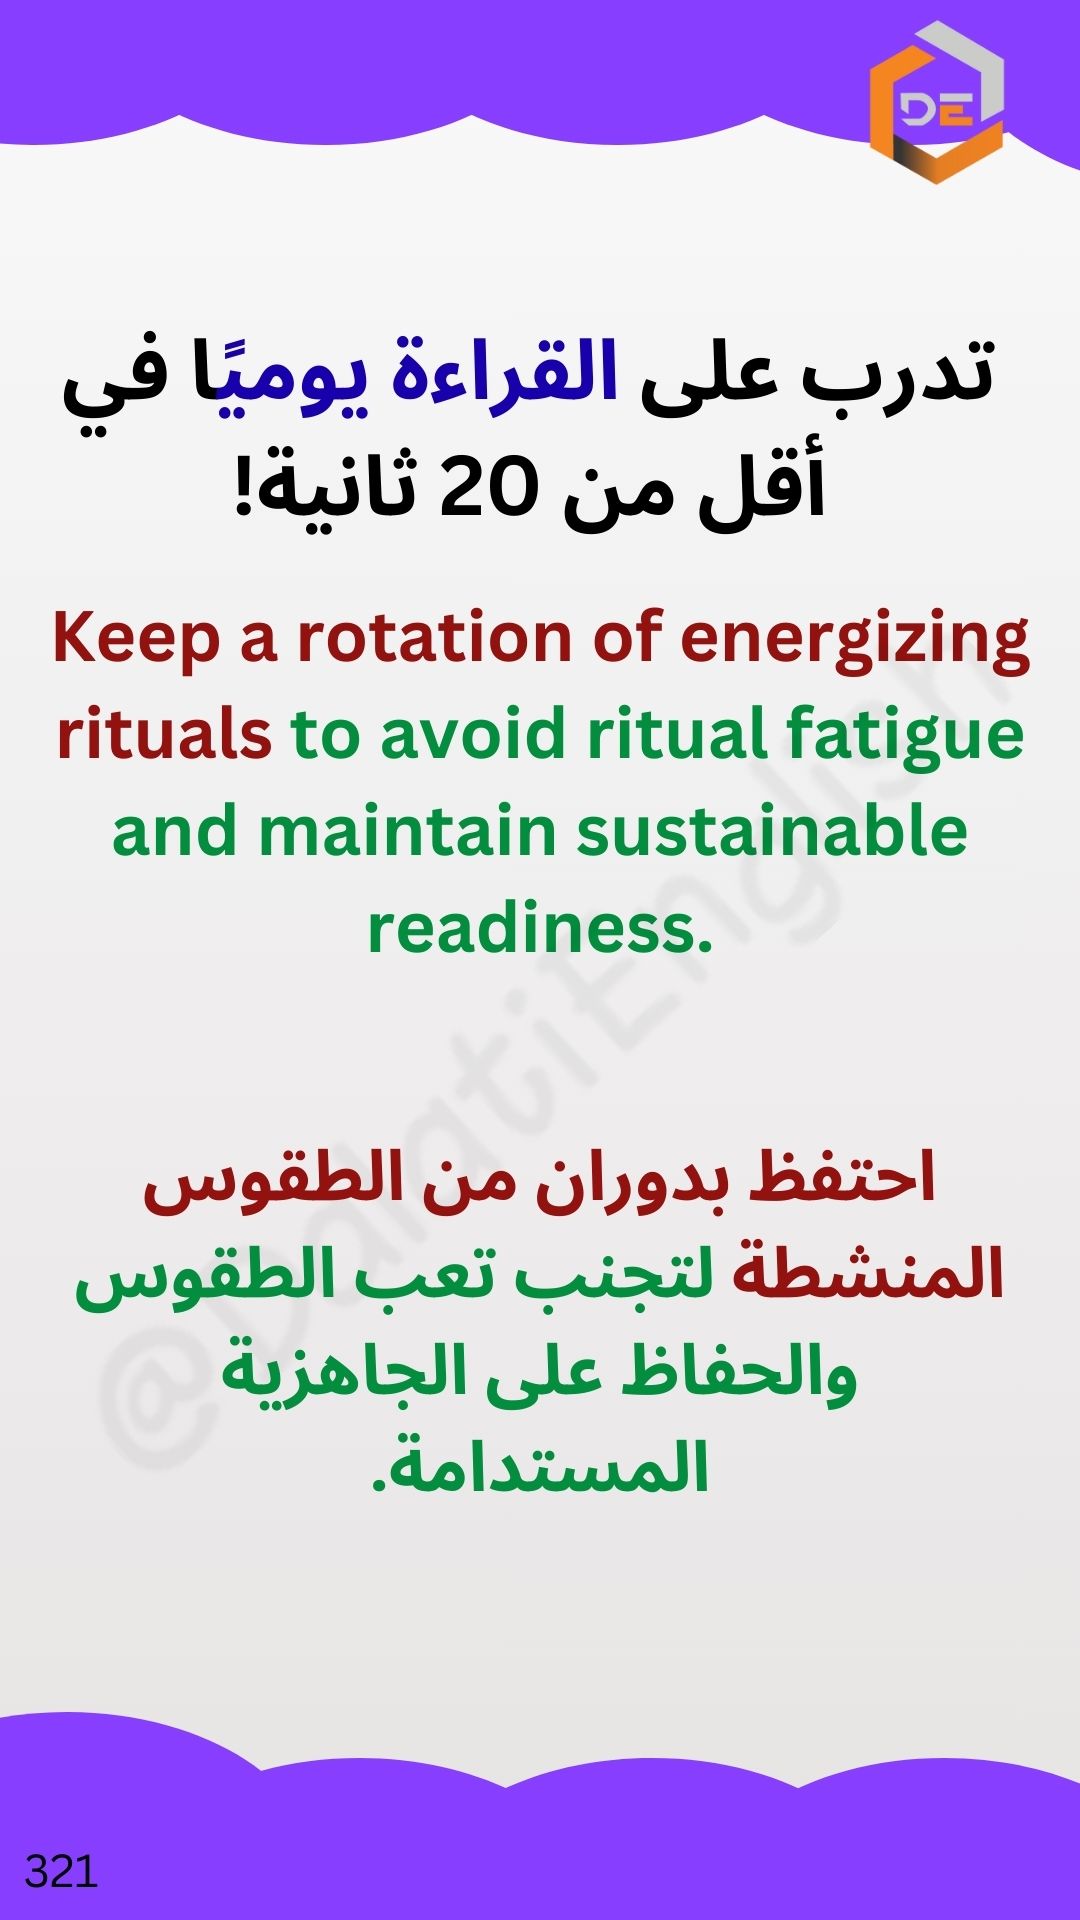 DE
تدرب على القراءة يوميًا في
أقل من 20 ثانية!
Keep a rotation of energizing
rituals to avoid ritual fatigue
and maintain sustainable
readiness.
@DalatiEnglish
احتفظ بدوران من الطقوس
المنشطة لتجنب تعب الطقوس
والحفاظ على الجاهزية
المستدامة.
321